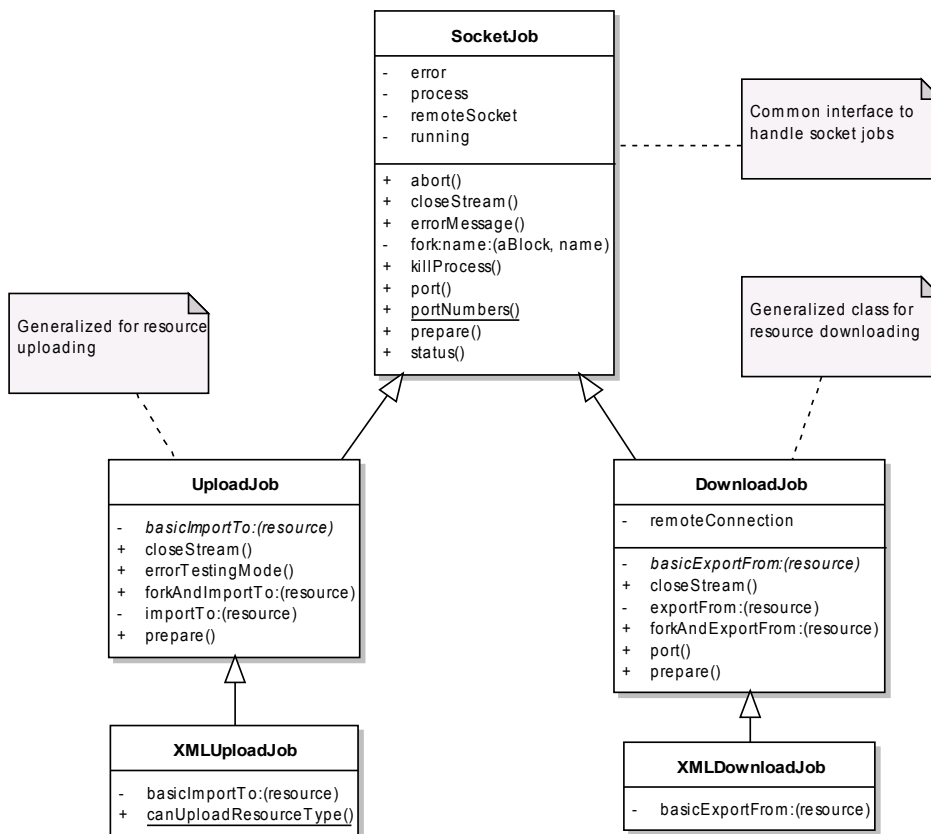 SocketJob
- error
- process
- remoteSocket
- running
+ abort()
+ closeStream()
+ errorMessage()
- fork:name:(aBlock, name)
+ killProcess()
+ port()
+ portNumbers()
+ prepare()
+ status()
Common interface to
handle socket jobs
Generalized for resource
uploading
Generalized class for
resource downloading
UploadJob
- basicImportTo:(resource)
+ closeStream()
+ errorTestingMode()
+ forkAndImportTo:(resource)
- importTo:(resource)
+ prepare()
DownloadJob
- remoteConnection
- basicExportFrom:(resource)
+ closeStream()
- exportFrom:(resource)
+ forkAndExportFrom:(resource)
+ port()
+ prepare()
XMLUploadJob
- basicImportTo:(resource)
+ canUploadResourceType()
XMLDownloadJob
- basicExportFrom:(resource)